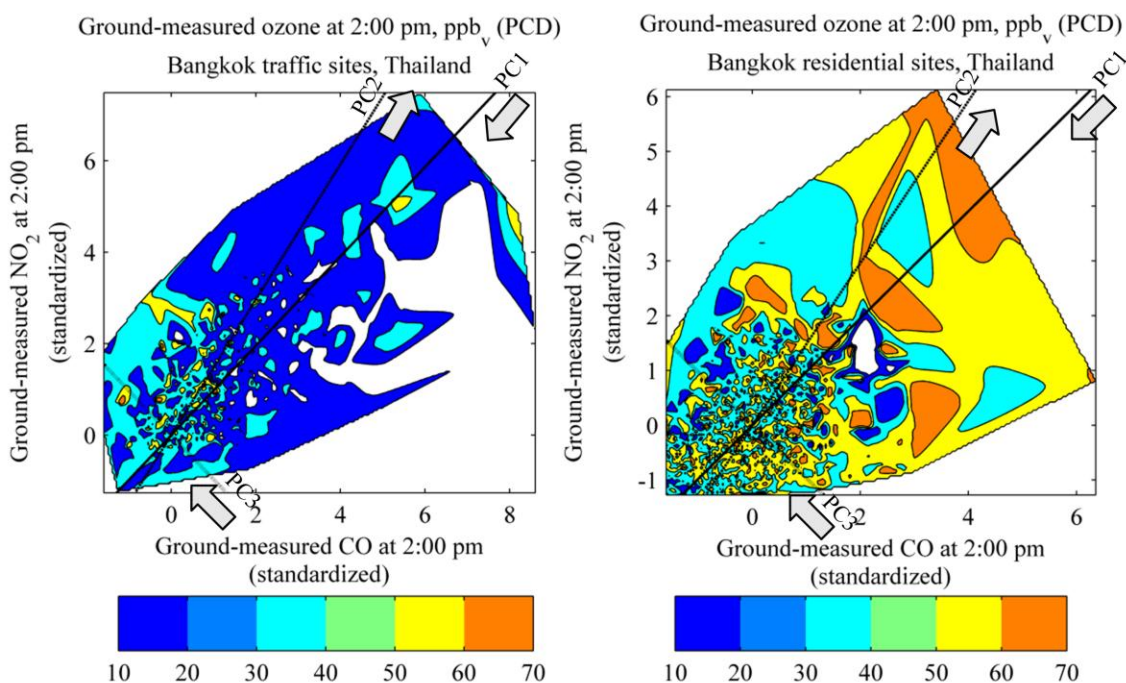 Ground-measured ozone at 2:00 pm, ppbv (PCD)
Bangkok traffic sites, Thailand
PC2
PC1
Ground-measured NO2 at 2:00 pm
(standardized)
6
4
2
0
PC3
0 2 4 6 8
Ground-measured CO at 2:00 pm
(standardized)
10 20 30 40 50 60 70
Ground-measured ozone at 2:00 pm, ppbv (PCD)
Bangkok residential sites, Thailand
PC2
PC1
Ground-measured NO2 at 2:00 pm
(standardized)
6
5
4
3
2
1
0
-1
PC3
0 2 4 6
Ground-measured CO at 2:00 pm
(standardized)
10 20 30 40 50 60 70